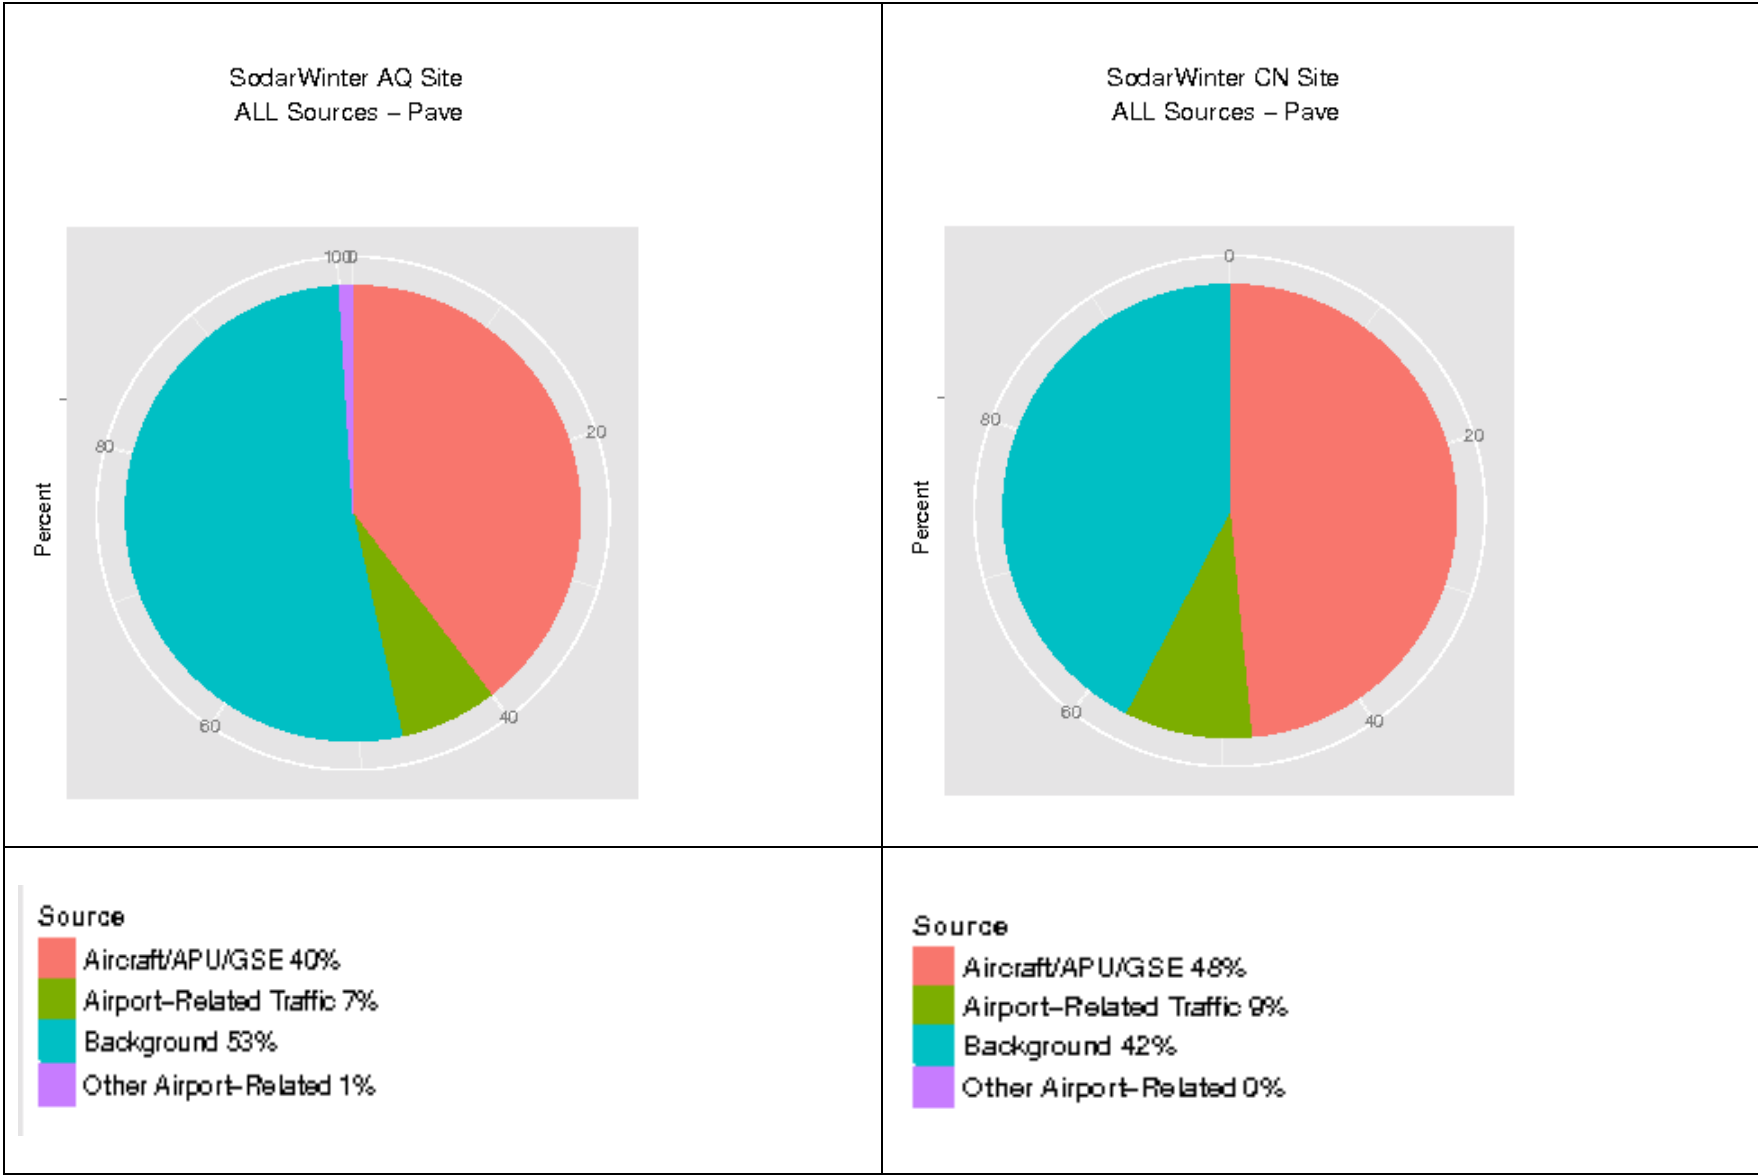 SodarWinter AQ Site
ALL Sources – Pave
1000
20
80
Percent
40
60
SodarWinter CN Site
ALL Sources – Pave
0
80
20
Percent
60
40
Source
Aircraft/APU/GSE 40%
Airport–Related Traffic 7%
Background 53%
Other Airport–Related 1%
Source
Aircraft/APU/GSE 48%
Airport–Related Traffic 9%
Background 42%
Other Airport–Related 0%